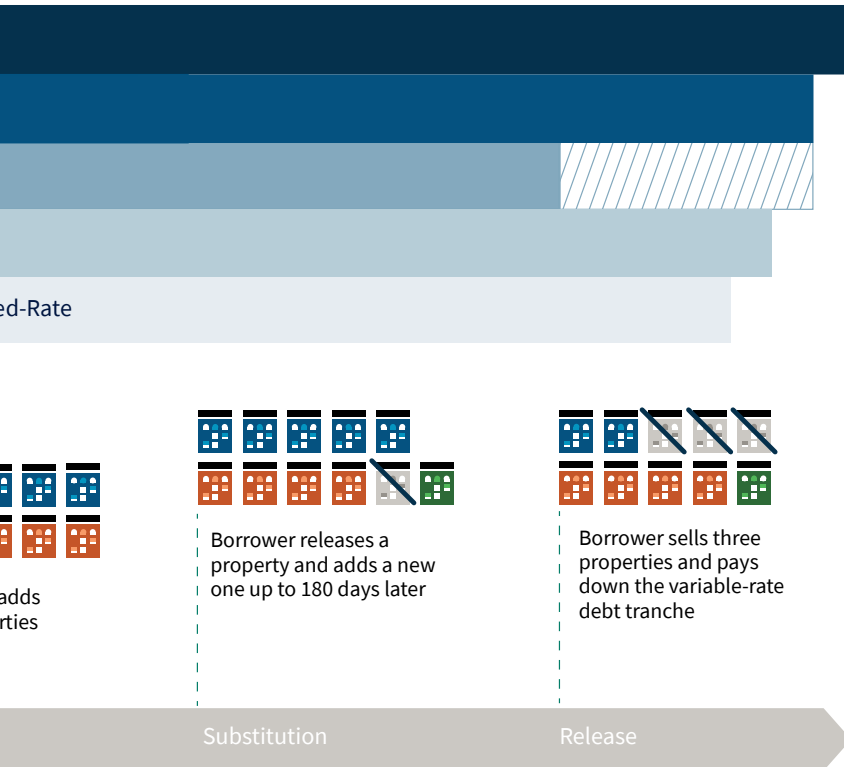 ed-Rate
Borrower releases a
property and adds a new
one up to 180 days later
Borrower sells three
properties and pays
down the variable-rate
debt tranche
adds
rties
Substitution
Release